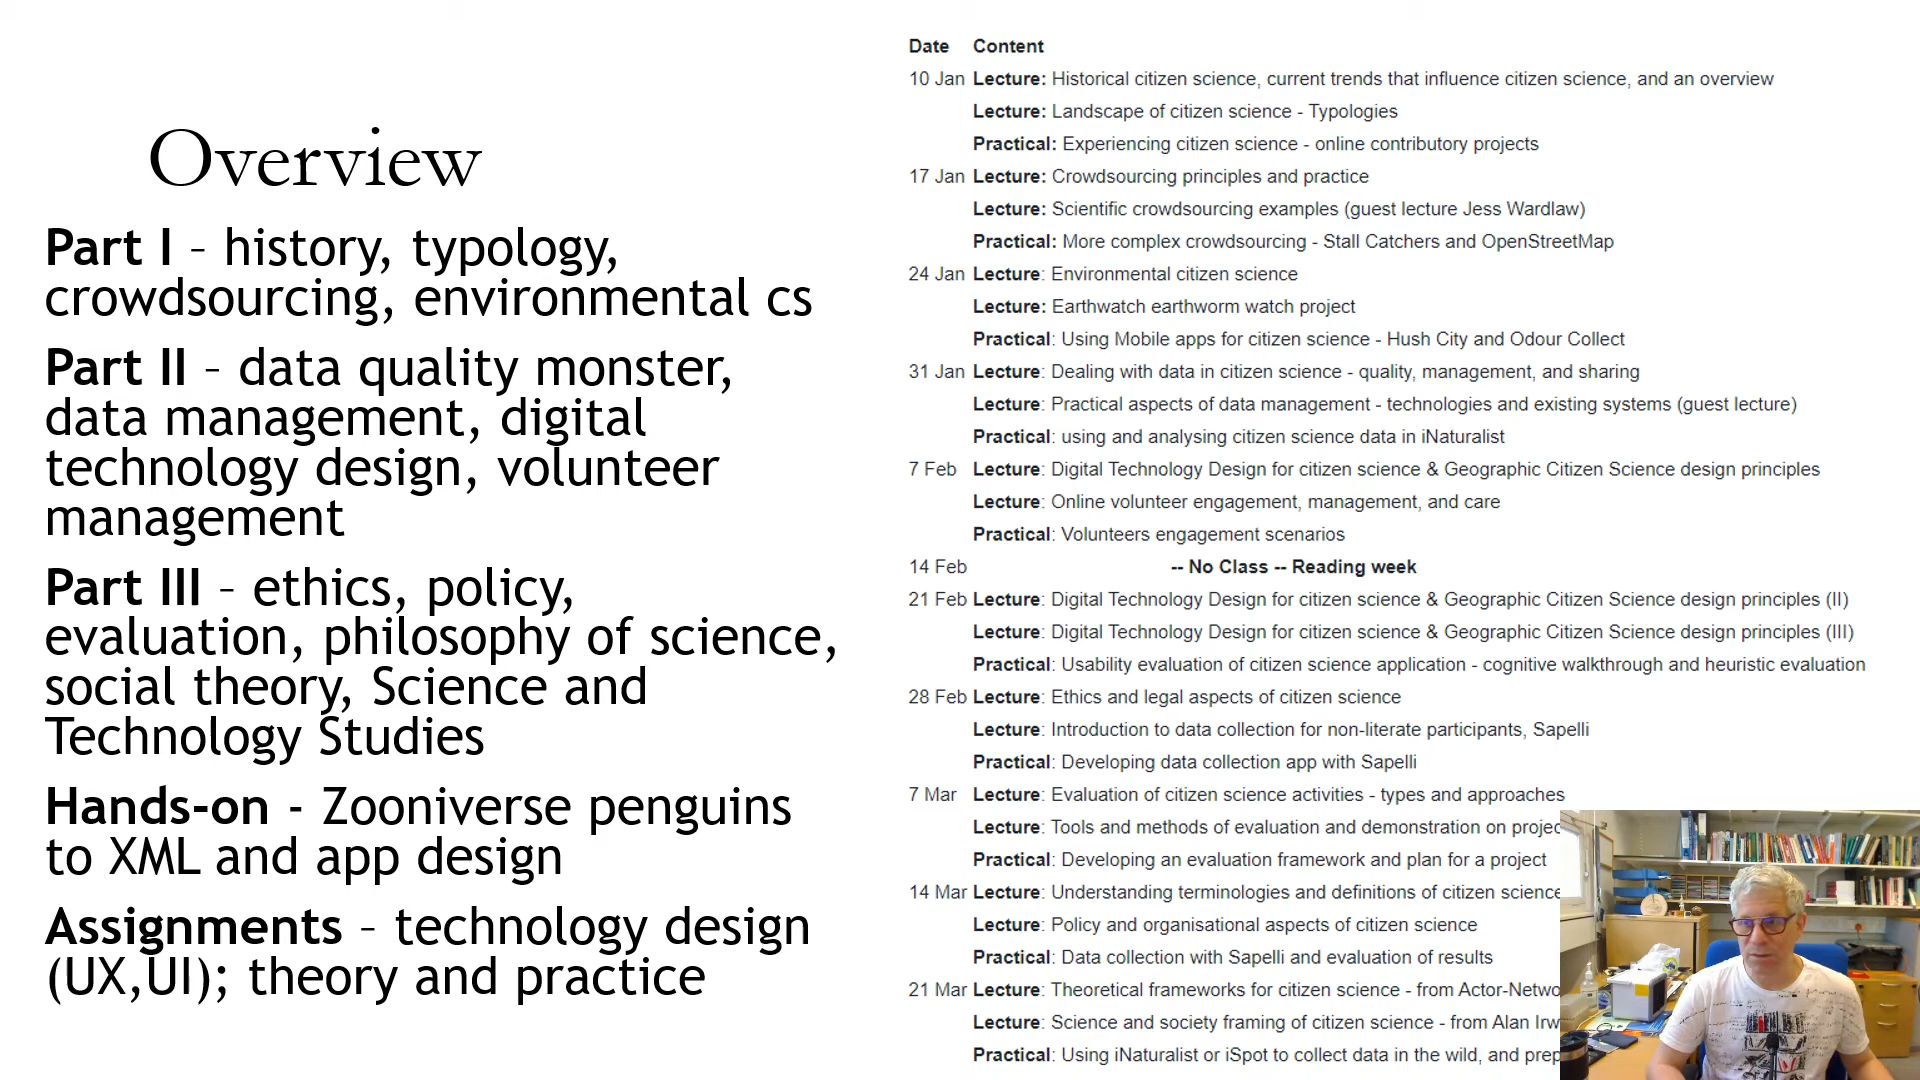 Overview
Part I – history, typology,
crowdsourcing, environmental cs
Part II – data quality monster,
data management, digital
technology design, volunteer
management
Part III – ethics, policy,
evaluation, philosophy of science,
social theory, Science and
Technology Studies
Hands-on - Zooniverse penguins
to XML and app design
Assignments – technology design
(UX,UI); theory and practice
Date Content
10 Jan Lecture: Historical citizen science, current trends that influence citizen science, and an overview
Lecture: Landscape of citizen science - Typologies
Practical: Experiencing citizen science - online contributory projects
17 Jan Lecture: Crowdsourcing principles and practice
Lecture: Scientific crowdsourcing examples (guest lecture Jess Wardlaw)
Practical: More complex crowdsourcing - Stall Catchers and OpenStreetMap
24 Jan Lecture: Environmental citizen science
Lecture: Earthwatch earthworm watch project
Practical: Using Mobile apps for citizen science - Hush City and Odour Collect
31 Jan Lecture: Dealing with data in citizen science - quality, management, and sharing
Lecture: Practical aspects of data management - technologies and existing systems (guest lecture)
Practical: using and analysing citizen science data in iNaturalist
7 Feb Lecture: Digital Technology Design for citizen science & Geographic Citizen Science design principles
Lecture: Online volunteer engagement, management, and care
Practical: Volunteers engagement scenarios
14 Feb -- No Class -- Reading week
21 Feb Lecture: Digital Technology Design for citizen science & Geographic Citizen Science design principles (II)
Lecture: Digital Technology Design for citizen science & Geographic Citizen Science design principles (III)
Practical: Usability evaluation of citizen science application - cognitive walkthrough and heuristic evaluation
28 Feb Lecture: Ethics and legal aspects of citizen science
Lecture: Introduction to data collection for non-literate participants, Sapelli
Practical: Developing data collection app with Sapelli
7 Mar Lecture: Evaluation of citizen science activities - types and approaches
Lecture: Tools and methods of evaluation and demonstration on projec
Practical: Developing an evaluation framework and plan for a project
14 Mar Lecture: Understanding terminologies and definitions of citizen science
Lecture: Policy and organisational aspects of citizen science
Practical: Data collection with Sapelli and evaluation of results
21 Mar Lecture: Theoretical frameworks for citizen science - from Actor-Netwo
Lecture: Science and society framing of citizen science - from Alan Irw
Practical: Using iNaturalist or iSpot to collect data in the wild, and prep